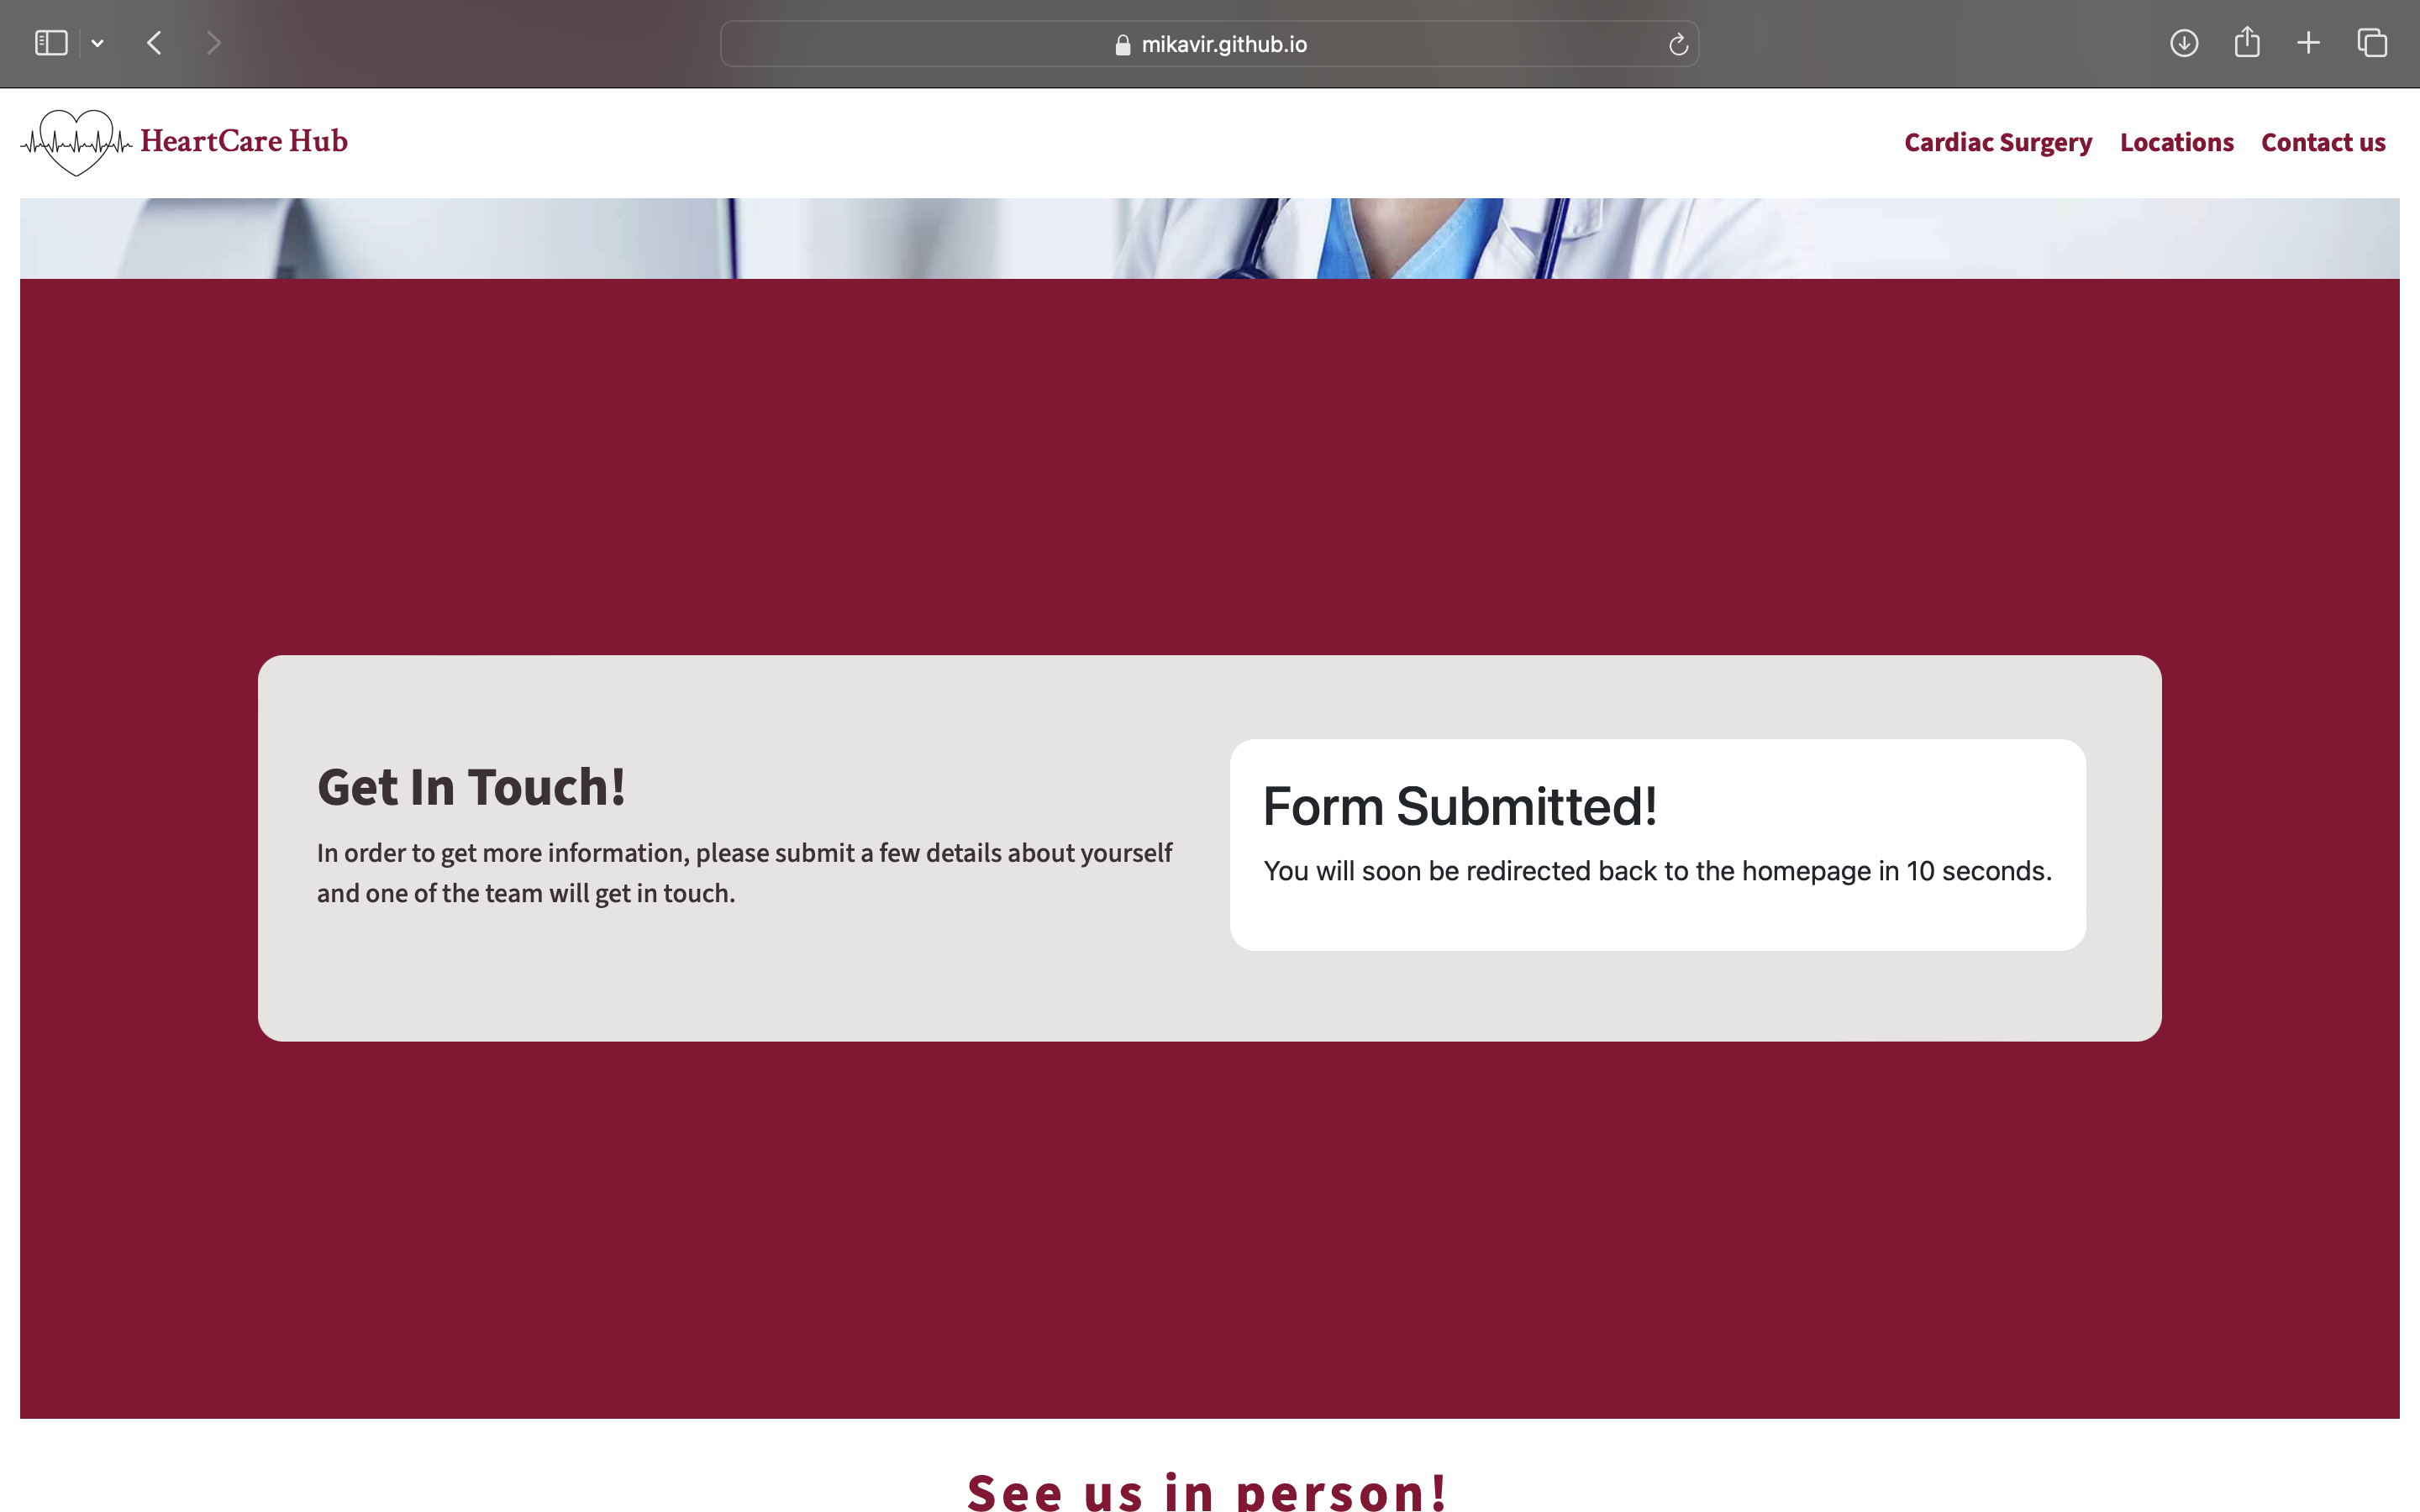 mikavir.github.io
HeartCare Hub
Cardiac Surgery
Locations
Contact us
Get In Touch!
In order to get more information, please submit a few details about yourself
and one of the team will get in touch.
Form Submitted!
You will soon be redirected back to the homepage in 10 seconds.
See us in person!